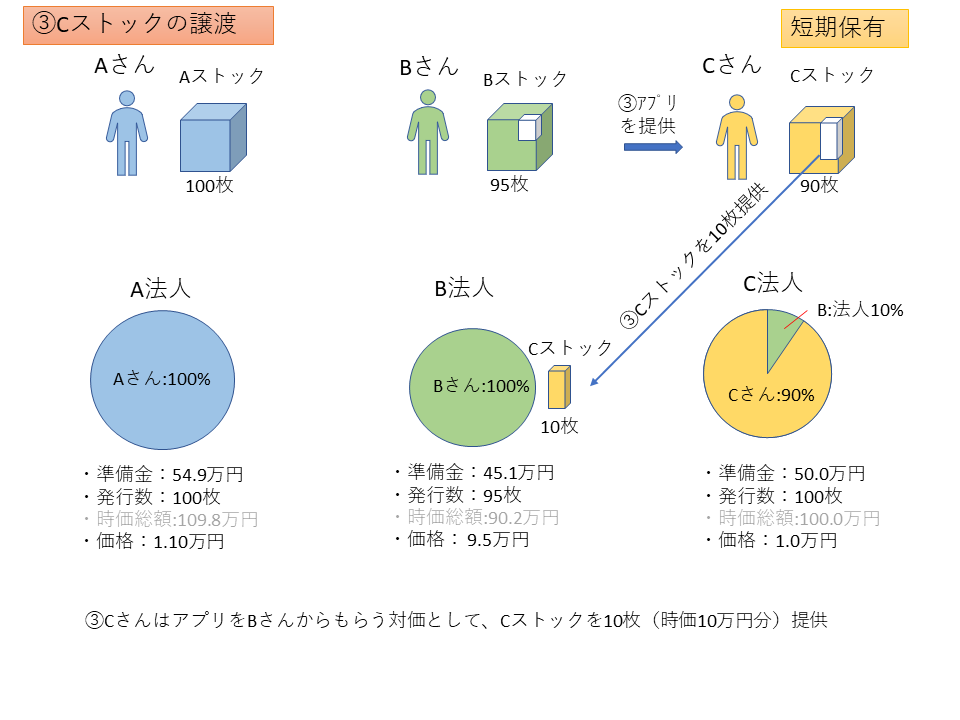 ③Cストックの譲渡
短期保有
Aさん
Aストック
100枚
Bさん
Bストック
95枚
③アプリ
を提供
Cさん
Cストック
90枚
③Cストックを10枚提供
A法人
Aさん:100%
・準備金：54.9万円
・発行数：100枚
・時価総額:109.8万円
・価格：1.10万円
B法人
Bさん:100%
Cストック
10枚
・準備金：45.1万円
・発行数：95枚
・時価総額:90.2万円
・価格： 9.5万円
C法人
B:法人10%
Cさん:90%
・準備金：50.0万円
・発行数：100枚
・時価総額:100.0万円
・価格：1.0万円
③CさんはアプリをBさんからもらう対価として、Cストックを10枚（時価10万円分）提供